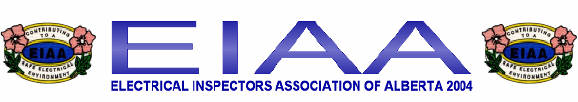 CONTRIBUTING
TO A
EIAA
SAFE ELECTRICAL
ENVIRONMENT
EIAA
ELECTRICAL INSPECTORS ASSOCIATION OF ALBERTA 2004
CONTRIBUTING
TO A
EIAA
SAFE ELECTRICAL
ENVIRONMENT